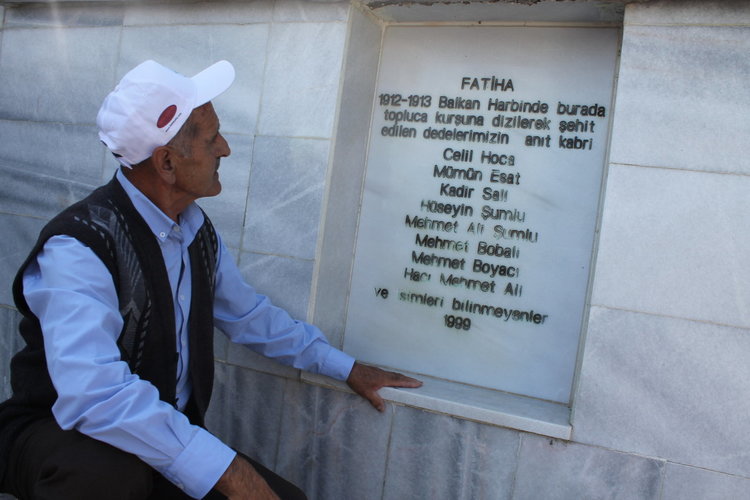 FATİHA
1912-1913 Balkan Harbinde burada
topluca kurşuna dizilerek şehit
edilen dedelerimizin anıt kabri
Celil Hoca
Mümün Esat
Kadir Sali
Hüseyin Şumlu
Mehmet Ali Şumlu
Mehmet Bobali
Mehmet Boyacı
Hacı Mehmet Ali
ve isimleri bilinmeyenler
1999